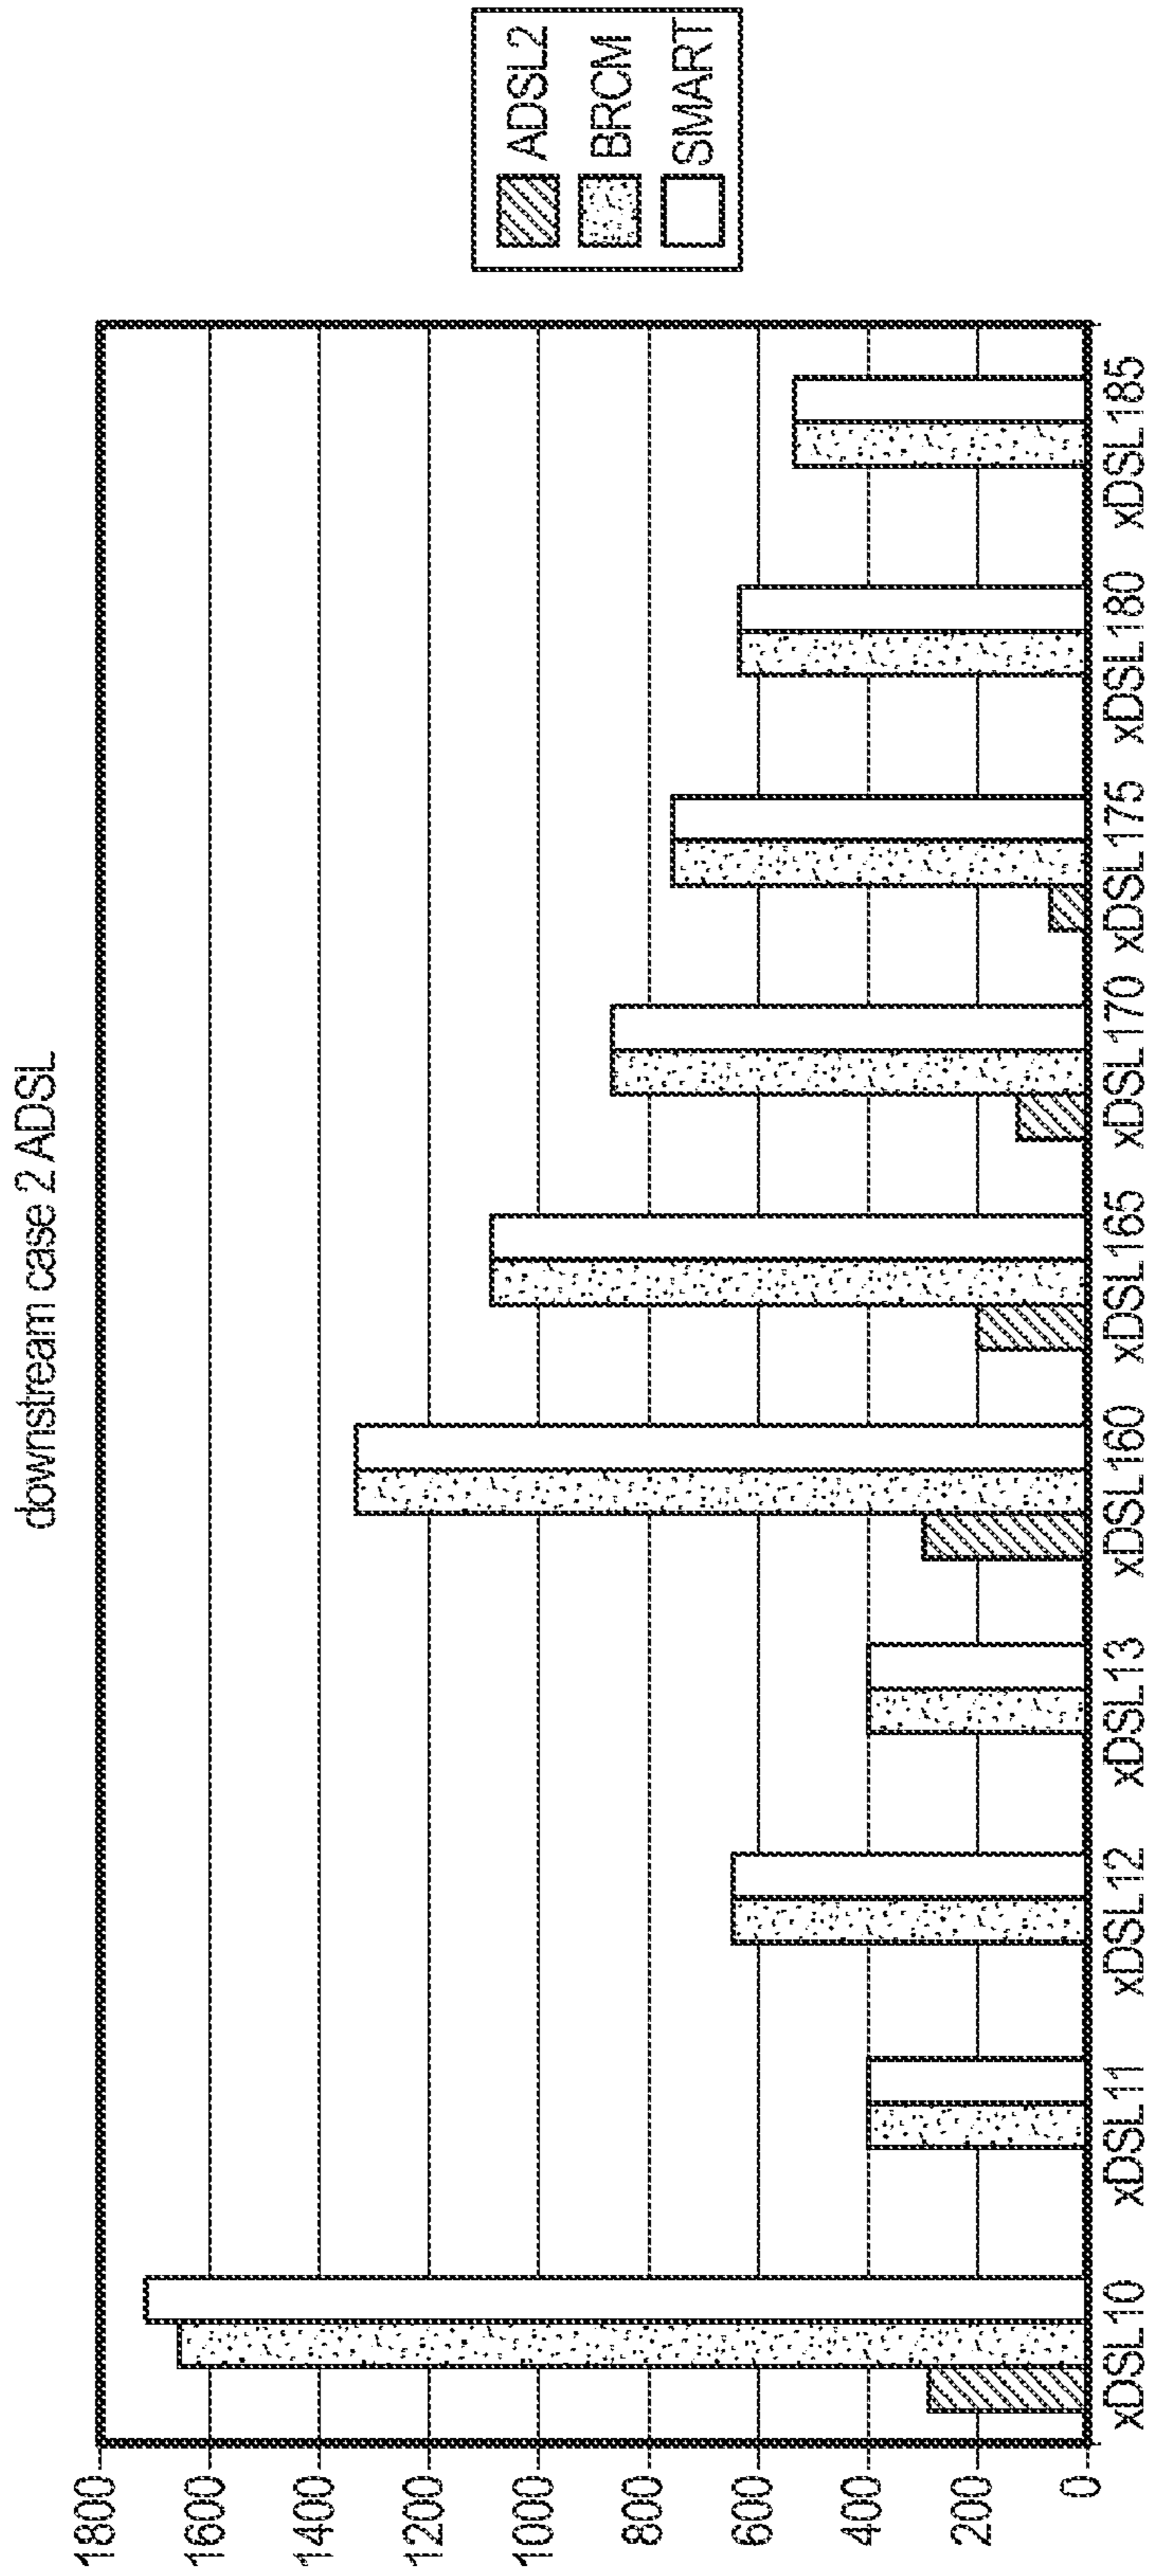 downstream case 2 ADSL
1800
1600
1400
1200
1000
800
600
400
200
0
xDSL10
xDSL11
xDSL12
xDSL13
xDSL160
xDSL165
xDSL170
xDSL175
xDSL180
xDSL185
ADSL2
BRCM
SMART